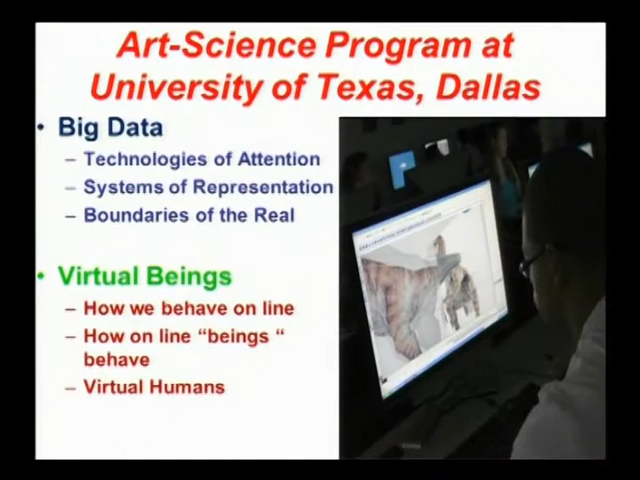 Art-Science Program at
University of Texas, Dallas
• Big Data
– Technologies of Attention
– Systems of Representation
– Boundaries of the Real
• Virtual Beings
– How we behave on line
– How on line “beings “
behave
– Virtual Humans